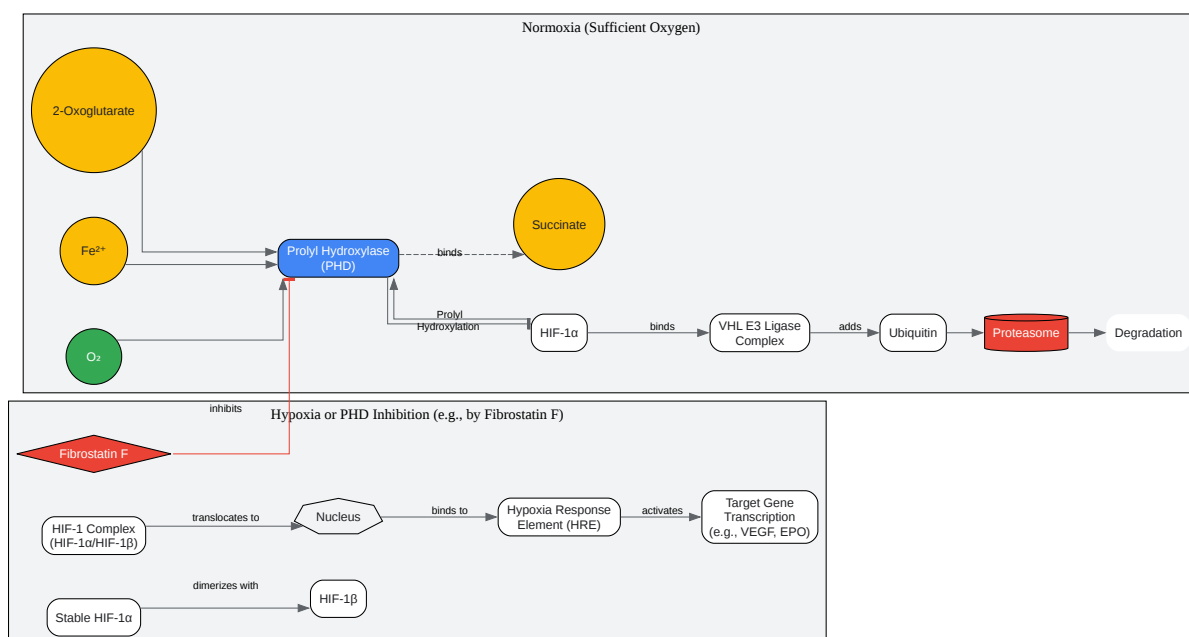 Normoxia (Sufficient Oxygen)
2-Oxoglutarate
Fe²⁺
O₂
Prolyl Hydroxylase
(PHD)
binds
Succinate
Prolyl
Hydroxylation
HIF-1α
binds
VHL E3 Ligase
Complex
adds
Ubiquitin
Proteasome
Degradation
inhibits
Hypoxia or PHD Inhibition (e.g., by Fibrostatin F)
Fibrostatin F
HIF-1 Complex
(HIF-1α/HIF-1β)
translocates to
Nucleus
binds to
Hypoxia Response
Element (HRE)
activates
Target Gene
Transcription
(e.g., VEGF, EPO)
Stable HIF-1α
dimerizes with
HIF-1β